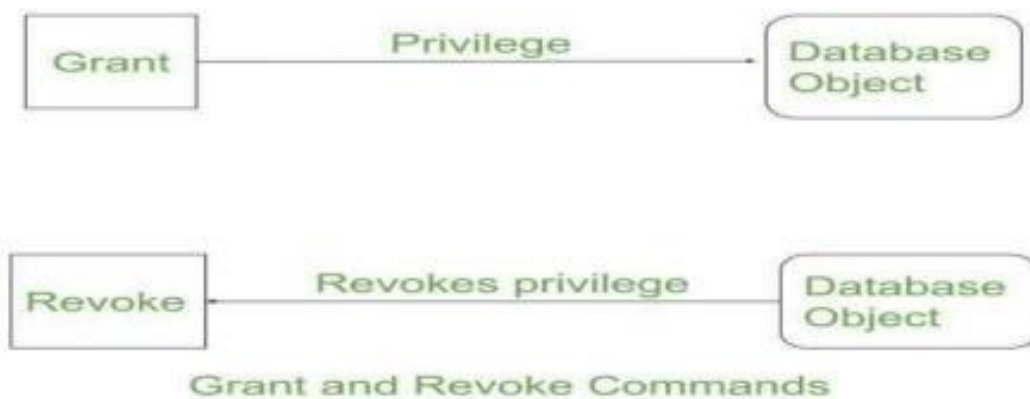 Grant
Privilege
Database
Object
Revoke
Revokes privilege
Database
Object
Grant and Revoke Commands